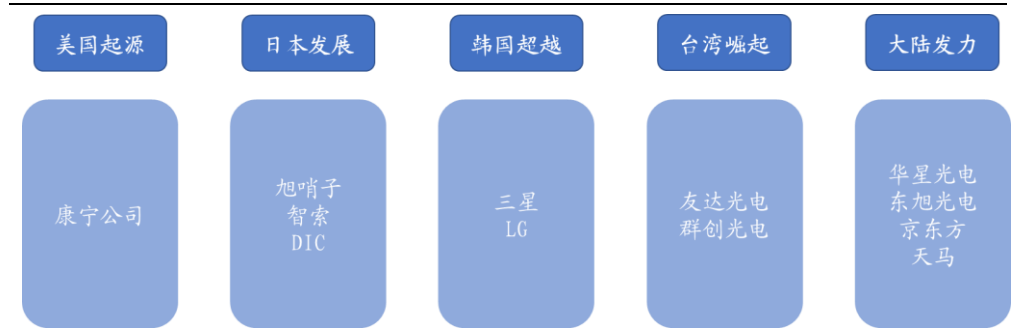 美国起源
日本发展
韩国超越
台湾崛起
大陆发力
康宁公司
旭哨子
智索
DIC
三星
LG
友达光电
群创光电
华星光电
东旭光电
京东方
天马